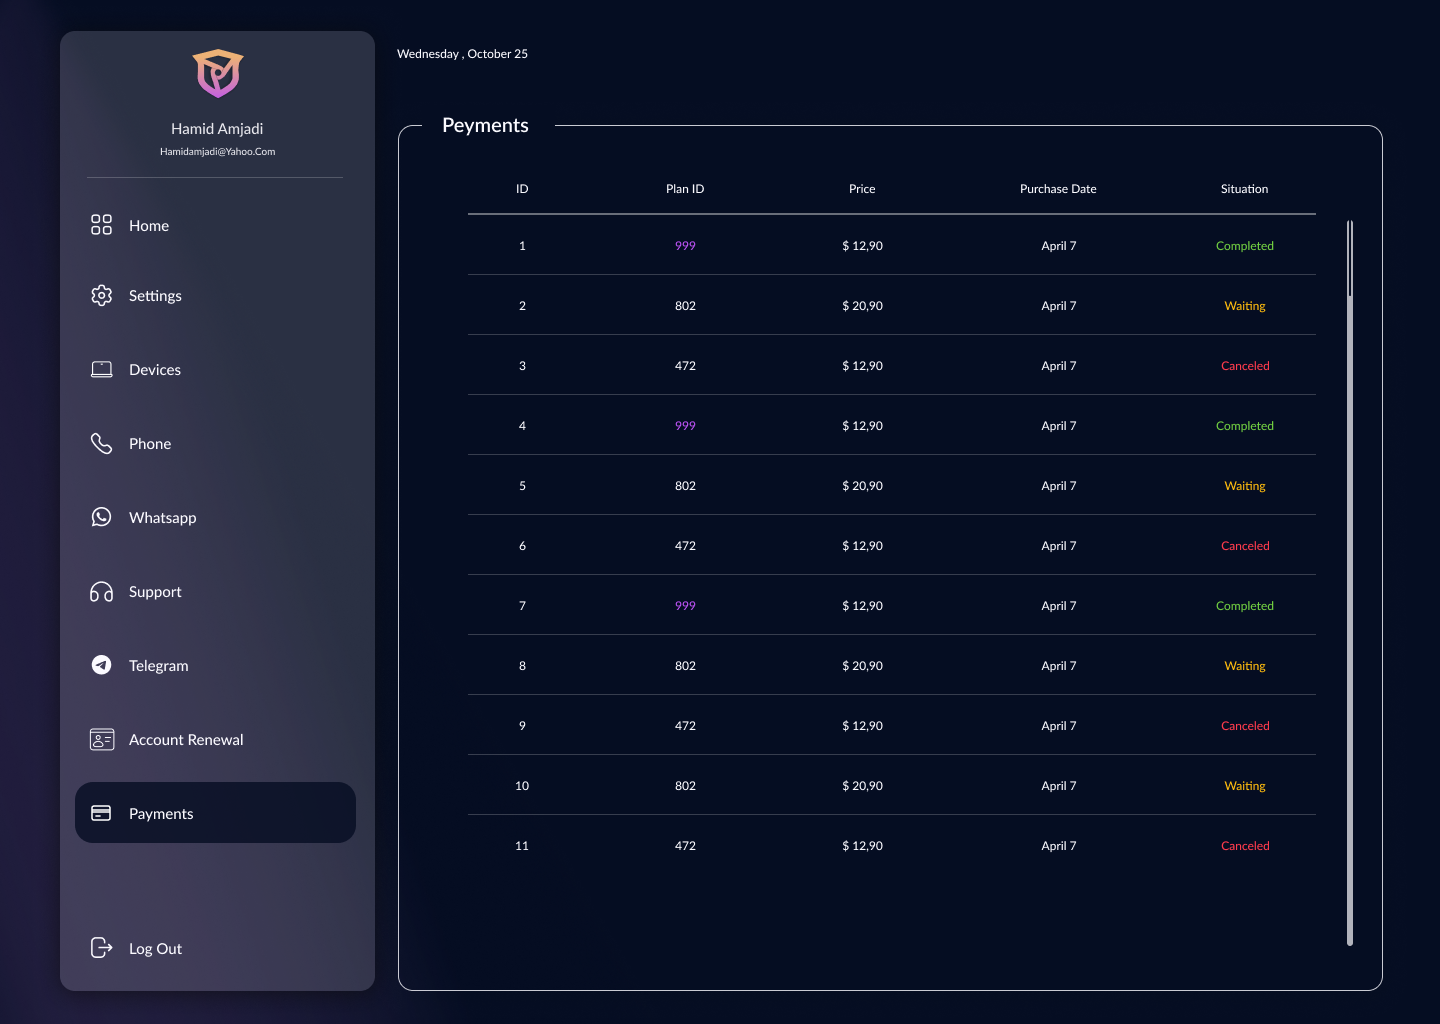 Hamid Amjadi
Hamidamjadi@Yahoo.Com
Home
Settings
Devices
Phone
Whatsapp
Support
Telegram
Account Renewal
Payments
Log Out
Wednesday , October 25
Peyments
ID Plan ID Price Purchase Date Situation
1 999 $ 12,90 April 7 Completed
2 802 $ 20,90 April 7 Waiting
3 472 $ 12,90 April 7 Canceled
4 999 $ 12,90 April 7 Completed
5 802 $ 20,90 April 7 Waiting
6 472 $ 12,90 April 7 Canceled
7 999 $ 12,90 April 7 Completed
8 802 $ 20,90 April 7 Waiting
9 472 $ 12,90 April 7 Canceled
10 802 $ 20,90 April 7 Waiting
11 472 $ 12,90 April 7 Canceled